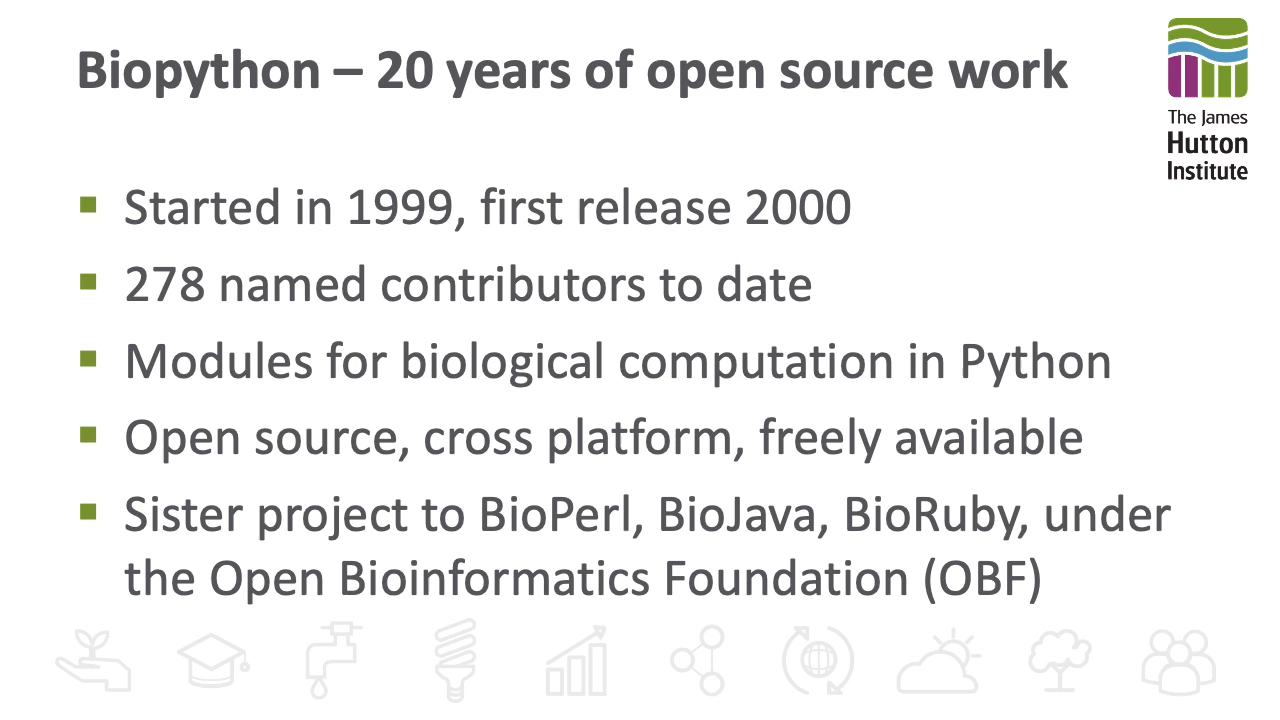 Biopython – 20 years of open source work
The James
Hutton
Institute
▪ Started in 1999, first release 2000
▪ 278 named contributors to date
▪ Modules for biological computation in Python
▪ Open source, cross platform, freely available
▪ Sister project to BioPerl, BioJava, BioRuby, under
the Open Bioinformatics Foundation (OBF)